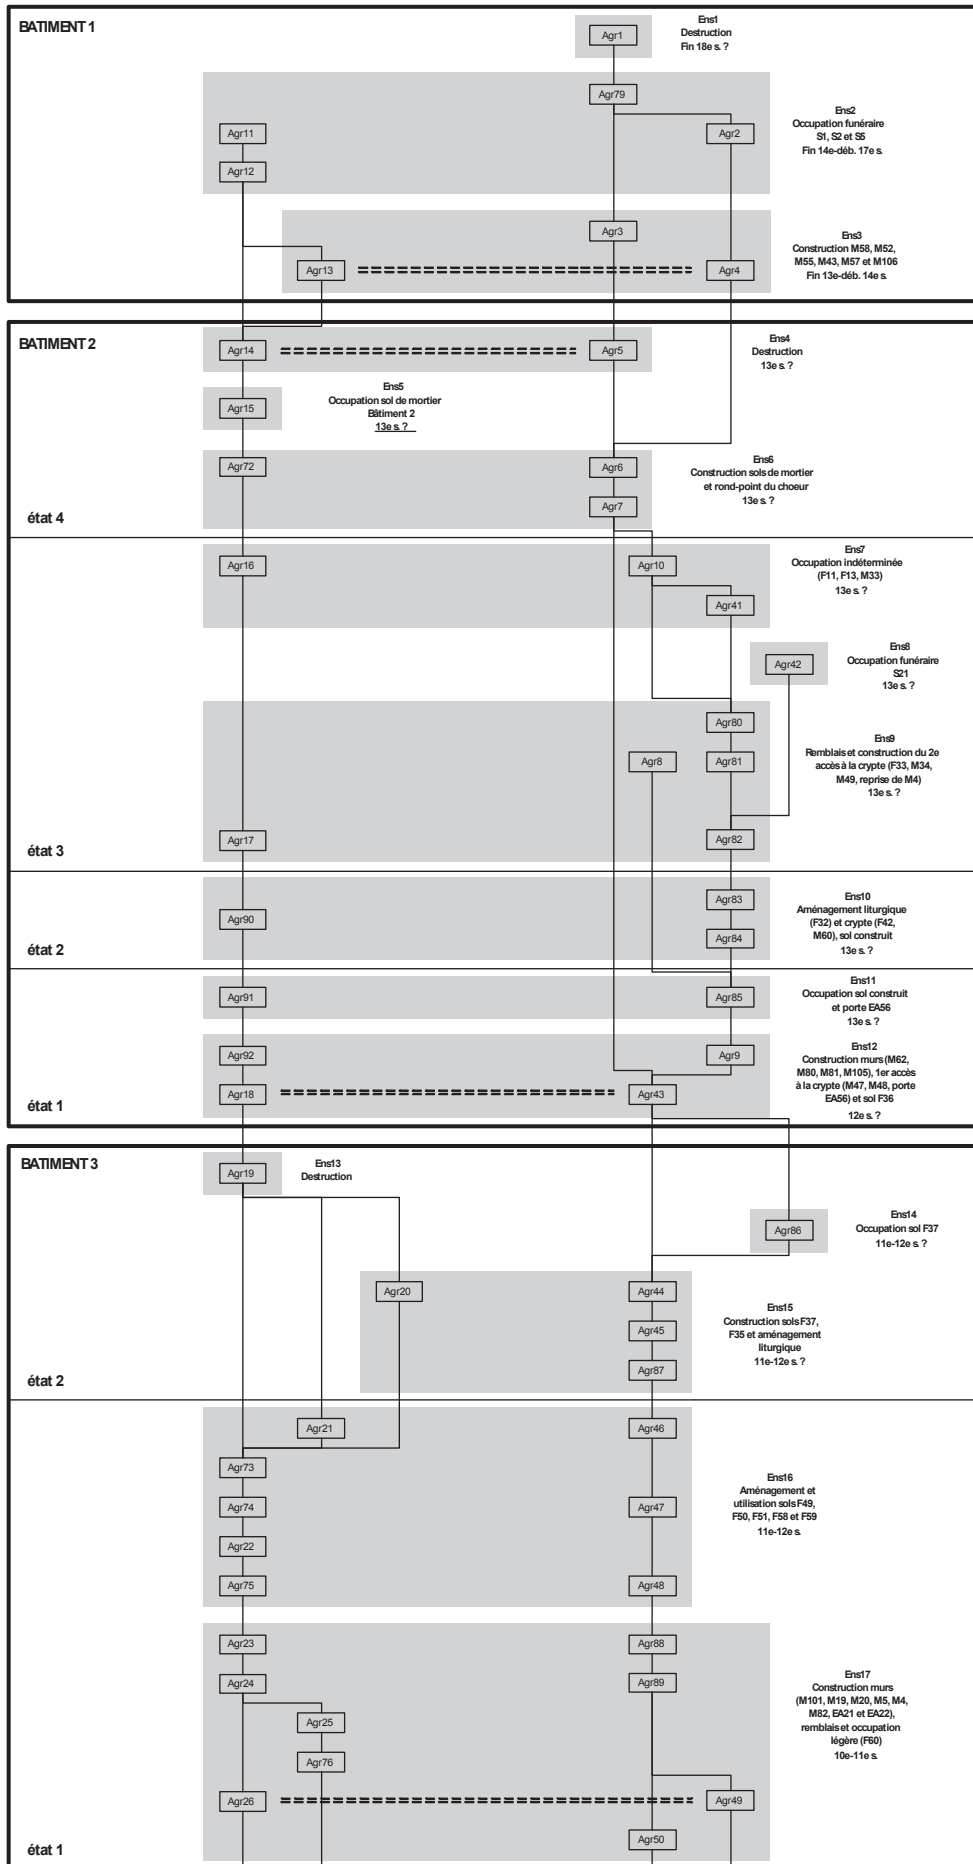 BATIMENT 1
Agr1
Ens1
Destruction
Fin 18e s. ?
Agr79
Agr11
Agr2
Agr12
Ens2
Occupation funéraire
S1, S2 et S5
Fin 14e-déb. 17e s.
Agr3
Agr13
Agr4
Ens3
Construction M58, M52,
M55, M43, M57 et M106
Fin 13e-déb. 14e s.
BATIMENT 2
Agr14
Agr5
Ens4
Destruction
13e s. ?
Agr15
Ens5
Occupation sol de mortier
Bâtiment 2
13e s. ?
Agr72
Agr6
Agr7
Ens6
Construction sols de mortier
et rond-point du choeur
13e s. ?
état 4
Agr16
Agr10
Agr41
Ens7
Occupation indéterminée
(F11, F13, M33)
13e s. ?
Agr42
Ens8
Occupation funéraire
S21
13e s. ?
Agr80
Agr8
Agr81
Agr17
Agr82
Ens9
Remblais et construction du 2e
accès à la crypte (F33, M34,
M49, reprise de M4)
13e s. ?
état 3
Agr83
Agr90
Agr84
Ens10
Aménagement liturgique
(F32) et crypte (F42,
M60), sol construit
13e s. ?
état 2
Agr91
Agr85
Ens11
Occupation sol construit
et porte EA56
13e s. ?
Agr92
Agr9
Agr18
Agr43
Ens12
Construction murs (M62,
M80, M81, M105), 1er accès
à la crypte (M47, M48, porte
EA56) et sol F36
12e s. ?
état 1
BATIMENT 3
Agr19
Ens13
Destruction
Agr86
Ens14
Occupation sol F37
11e-12e s. ?
Agr20
Agr44
Agr45
Agr87
Ens15
Construction sols F37,
F35 et aménagement
liturgique
11e-12e s. ?
état 2
Agr21
Agr46
Agr73
Agr74
Agr47
Agr22
Agr75
Agr48
Ens16
Aménagement et
utilisation sols F49,
F50, F51, F58 et F59
11e-12e s.
Agr23
Agr88
Agr24
Agr89
Agr25
Agr76
Agr26
Agr49
Agr50
Ens17
Construction murs
(M101, M19, M20, M5, M4,
M82, EA21 et EA22),
remblais et occupation
légère (F60)
10e-11e s.
état 1